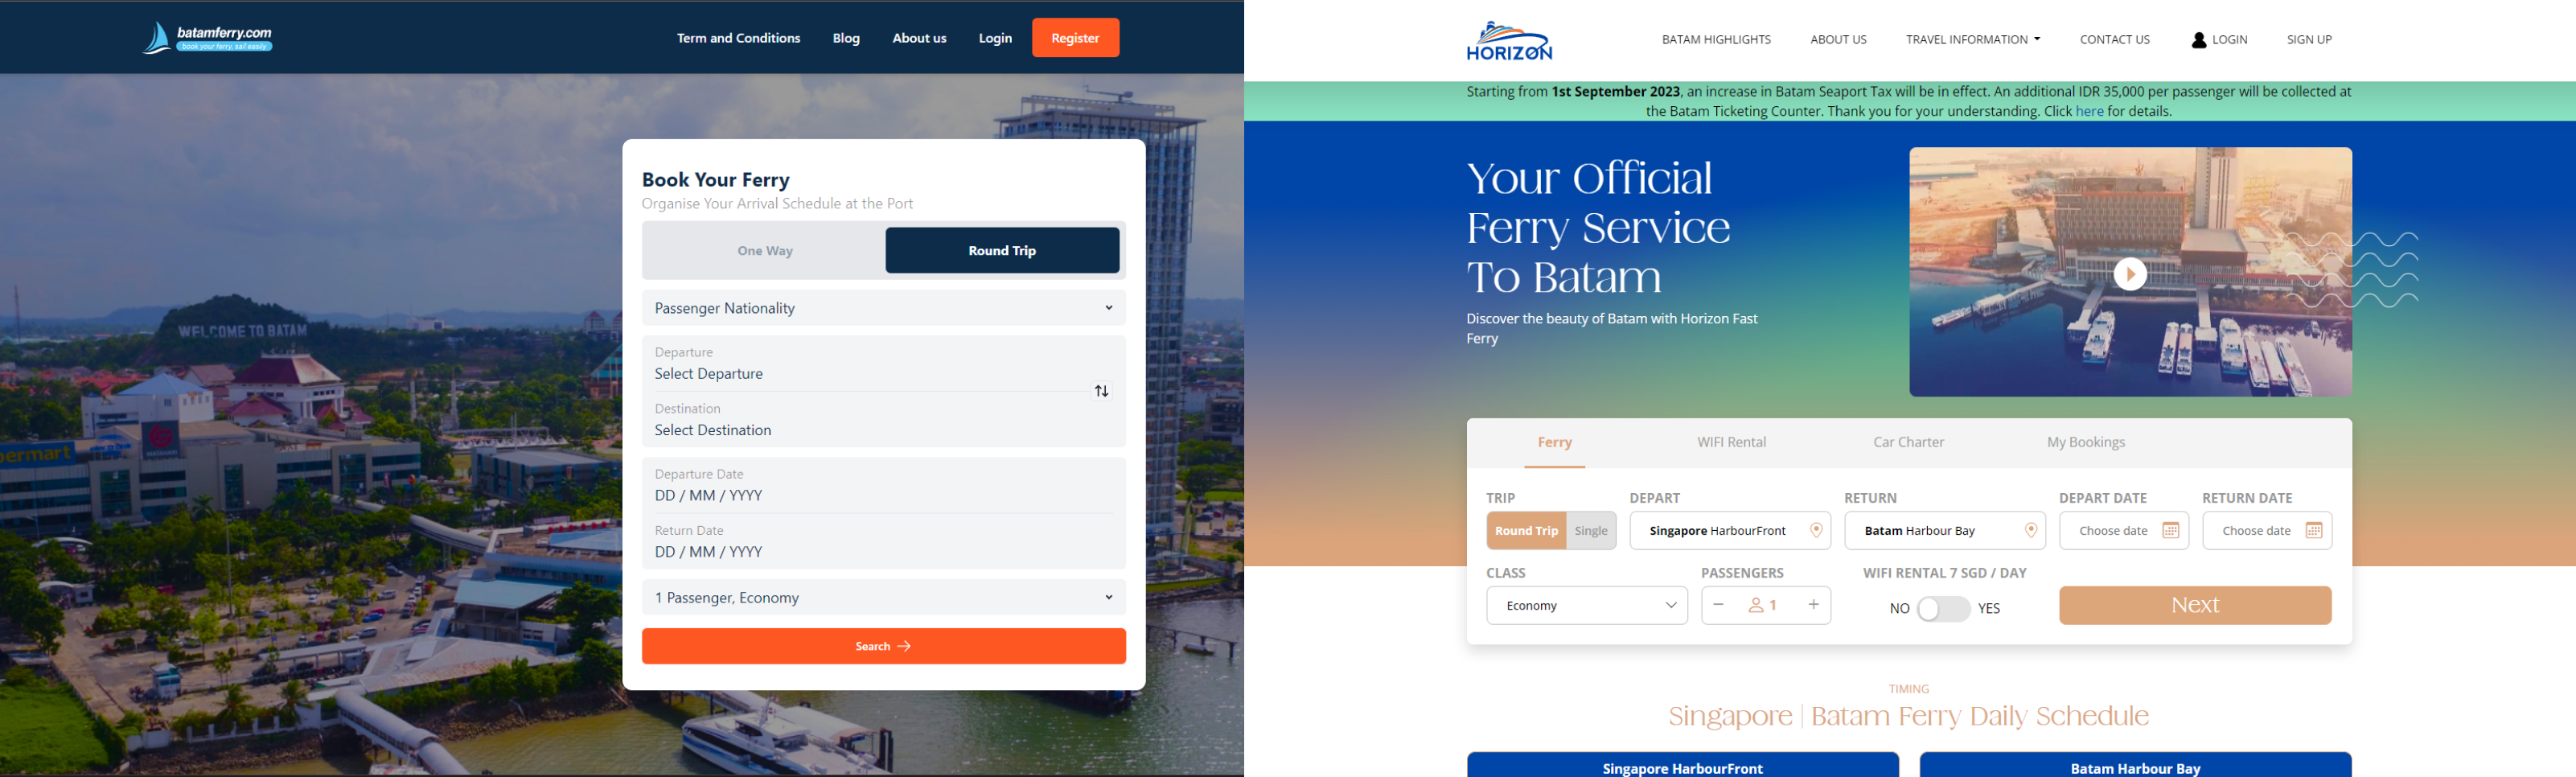 batamferry.com
book your ferry, sail easily
Term and Conditions
Blog
About us
Login
Register
WELCOME TO BATAM
permart
MATAHARI
Book Your Ferry
Organise Your Arrival Schedule at the Port
One Way
Round Trip
Passenger Nationality
Departure
Select Departure
Destination
Select Destination
Departure Date
DD / MM / YYYY
Return Date
DD / MM / YYYY
1 Passenger, Economy
Search
HORIZON
BATAM HIGHLIGHTS
ABOUT US
TRAVEL INFORMATION
CONTACT US
LOGIN
SIGN UP
Starting from 1st September 2023, an increase in Batam Seaport Tax will be in effect. An additional IDR 35,000 per passenger will be collected at
the Batam Ticketing Counter. Thank you for your understanding. Click here for details.
Your Official
Ferry Service
To Batam
Discover the beauty of Batam with Horizon Fast
Ferry
Ferry
WIFI Rental
Car Charter
My Bookings
TRIP
DEPART
RETURN
DEPART DATE
RETURN DATE
Round Trip
Single
Singapore HarbourFront
Batam Harbour Bay
Choose date
Choose date
CLASS
PASSENGERS
WIFI RENTAL 7 SGD / DAY
Economy
− 1 +
NO
YES
Next
TIMING
Singapore | Batam Ferry Daily Schedule
Singapore HarbourFront
Batam Harbour Bay